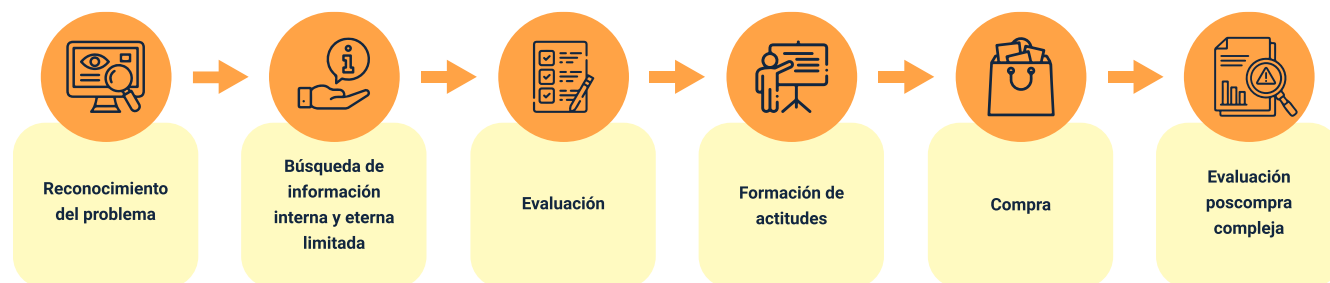 Reconocimiento
del problema
Búsqueda de
información
interna y eterna
limitada
Evaluación
Formación de
actitudes
Compra
Evaluación
poscompra
compleja